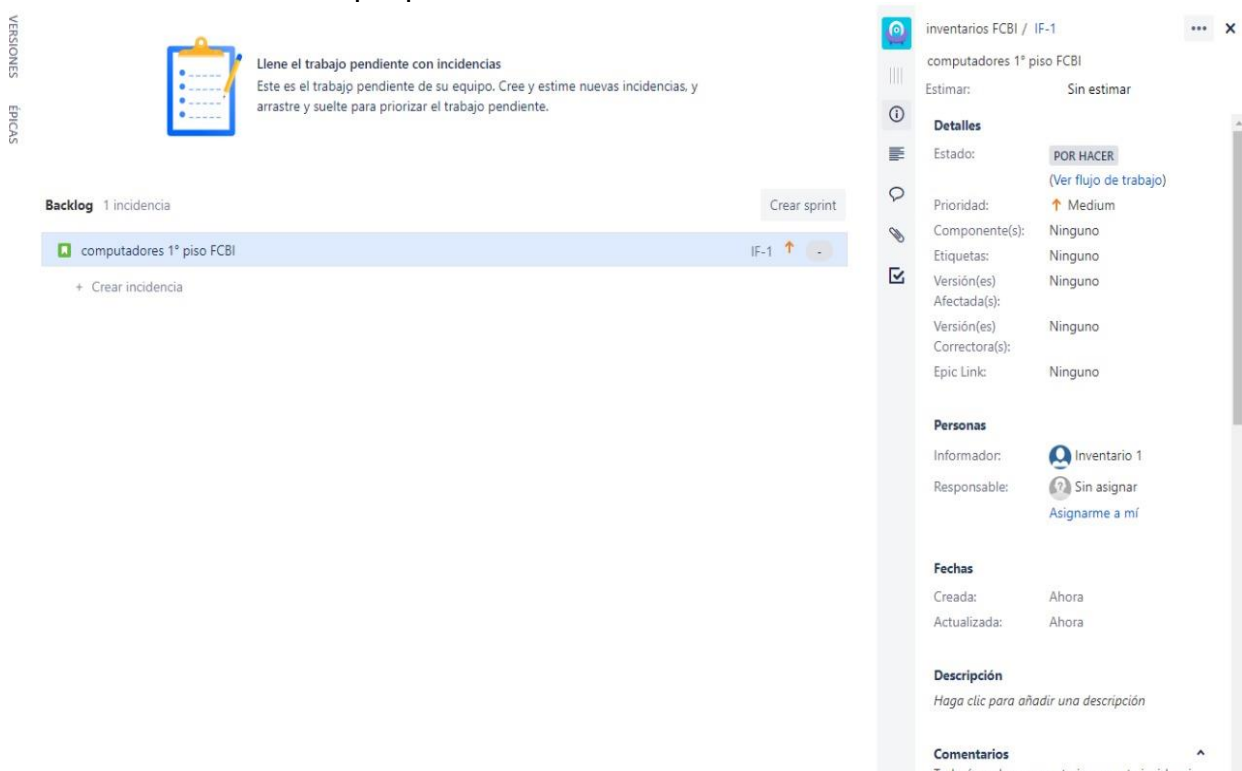 VERSIONES
ÉPICAS
Llene el trabajo pendiente con incidencias
Este es el trabajo pendiente de su equipo. Cree y estime nuevas incidencias, y
arrastre y suelte para priorizar el trabajo pendiente.
Backlog 1 incidencia
Crear sprint
computadores 1° piso FCBI
IF-1
-
+ Crear incidencia
inventarios FCBI / IF-1
computadores 1° piso FCBI
Estimar: Sin estimar
Detalles
Estado: POR HACER
(Ver flujo de trabajo)
Prioridad: Medium
Componente(s): Ninguno
Etiquetas: Ninguno
Versión(es) Ninguno
Afectada(s):
Versión(es) Ninguno
Correctora(s):
Epic Link: Ninguno
Personas
Informador: Inventario 1
Responsable: Sin asignar
Asignarme a mí
Fechas
Creada: Ahora
Actualizada: Ahora
Descripción
Haga clic para añadir una descripción
Comentarios